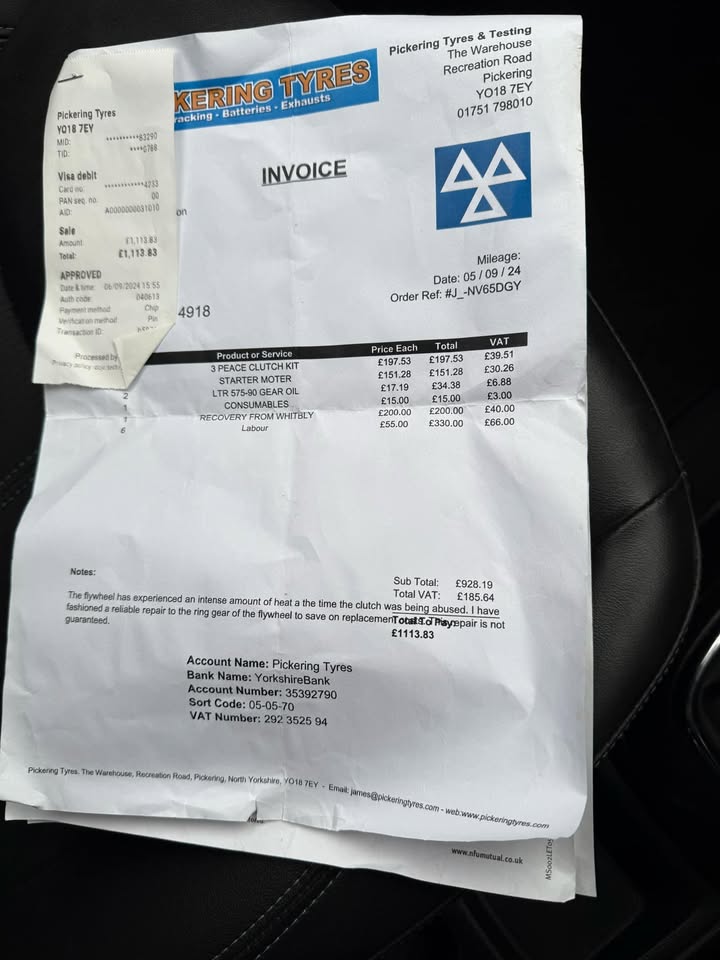 Pickering Tyres & Testing
The Warehouse
Recreation Road
Pickering
YO18 7EY
01751 798010
KERING TYRES
racking - Batteries - Exhausts
INVOICE
Pickering Tyres
YO18 7EY
MID: **********83290
TID: ****0788
Visa debit
Card no. ************4233
PAN seq. no. 00
AID: A0000000031010
Sale
Amount £1,113.83
Total: £1,113.83
APPROVED
Date & time: 06/09/2024 15:55
Auth code: 040613
Payment method: Chip
Verification method: Pin
Transaction ID:
Processed by
Privacy policy:
on
4918
Mileage:
Date: 05 / 09 / 24
Order Ref: #J_-NV65DGY
Product or Service Price Each Total VAT
3 PEACE CLUTCH KIT £197.53 £197.53 £39.51
STARTER MOTER £151.28 £151.28 £30.26
2 LTR 575-90 GEAR OIL £17.19 £34.38 £6.88
1 CONSUMABLES £15.00 £15.00 £3.00
1 RECOVERY FROM WHITBLY £200.00 £200.00 £40.00
6 Labour £55.00 £330.00 £66.00
Notes:
Sub Total: £928.19
Total VAT: £185.64
The flywheel has experienced an intense amount of heat a the time the clutch was being abused. I have
fashioned a reliable repair to the ring gear of the flywheel to save on replacement repair is not
guaranteed.
Total To Pay:
£1113.83
Account Name: Pickering Tyres
Bank Name: YorkshireBank
Account Number: 35392790
Sort Code: 05-05-70
VAT Number: 292 3525 94
Pickering Tyres, The Warehouse, Recreation Road, Pickering, North Yorkshire, YO18 7EY - Email: james@pickeringtyres.com - web:www.pickeringtyres.com
www.nfumutual.co.uk